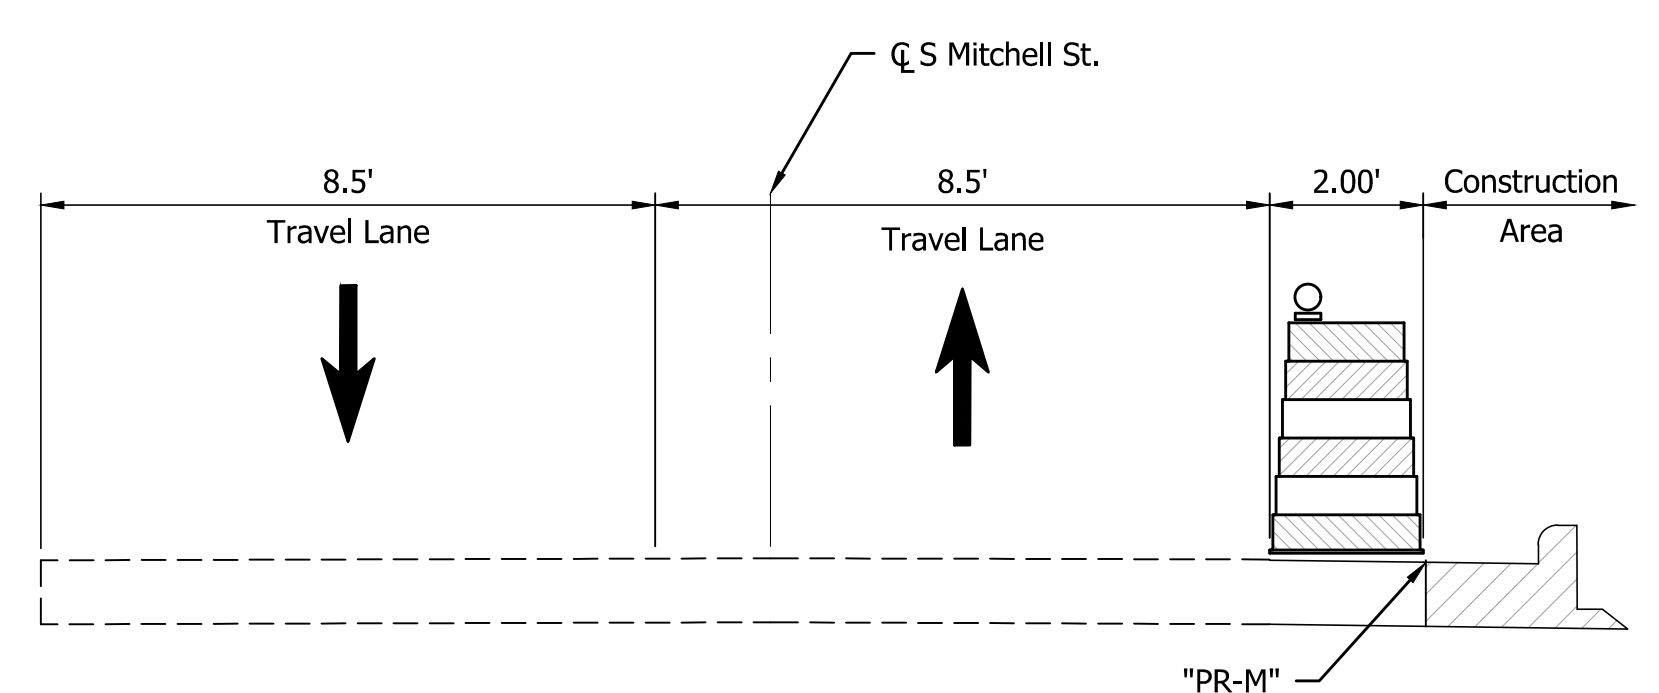 ℄ S Mitchell St.
8.5'
8.5'
2.00'
Construction
Travel Lane
Travel Lane
Area
"PR-M"